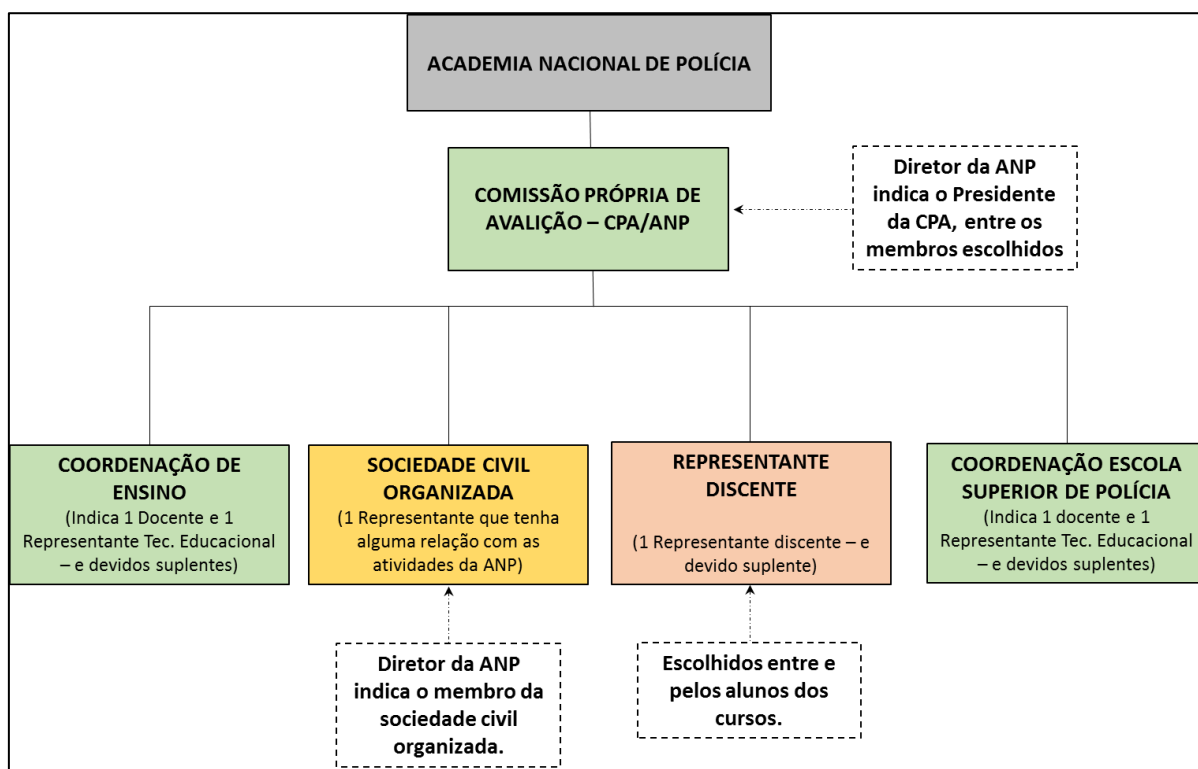 ACADEMIA NACIONAL DE POLÍCIA
COMISSÃO PRÓPRIA DE
AVALIÇÃO – CPA/ANP
Diretor da ANP
indica o Presidente
da CPA, entre os
membros escolhidos
COORDENAÇÃO DE
ENSINO
(Indica 1 Docente e 1
Representante Tec. Educacional
– e devidos suplentes)
SOCIEDADE CIVIL
ORGANIZADA
(1 Representante que tenha
alguma relação com as
atividades da ANP)
REPRESENTANTE
DISCENTE
(1 Representante discente – e
devido suplente)
COORDENAÇÃO ESCOLA
SUPERIOR DE POLÍCIA
(Indica 1 docente e 1
Representante Tec. Educacional
– e devidos suplentes)
Diretor da ANP
indica o membro da
sociedade civil
organizada.
Escolhidos entre e
pelos alunos dos
cursos.